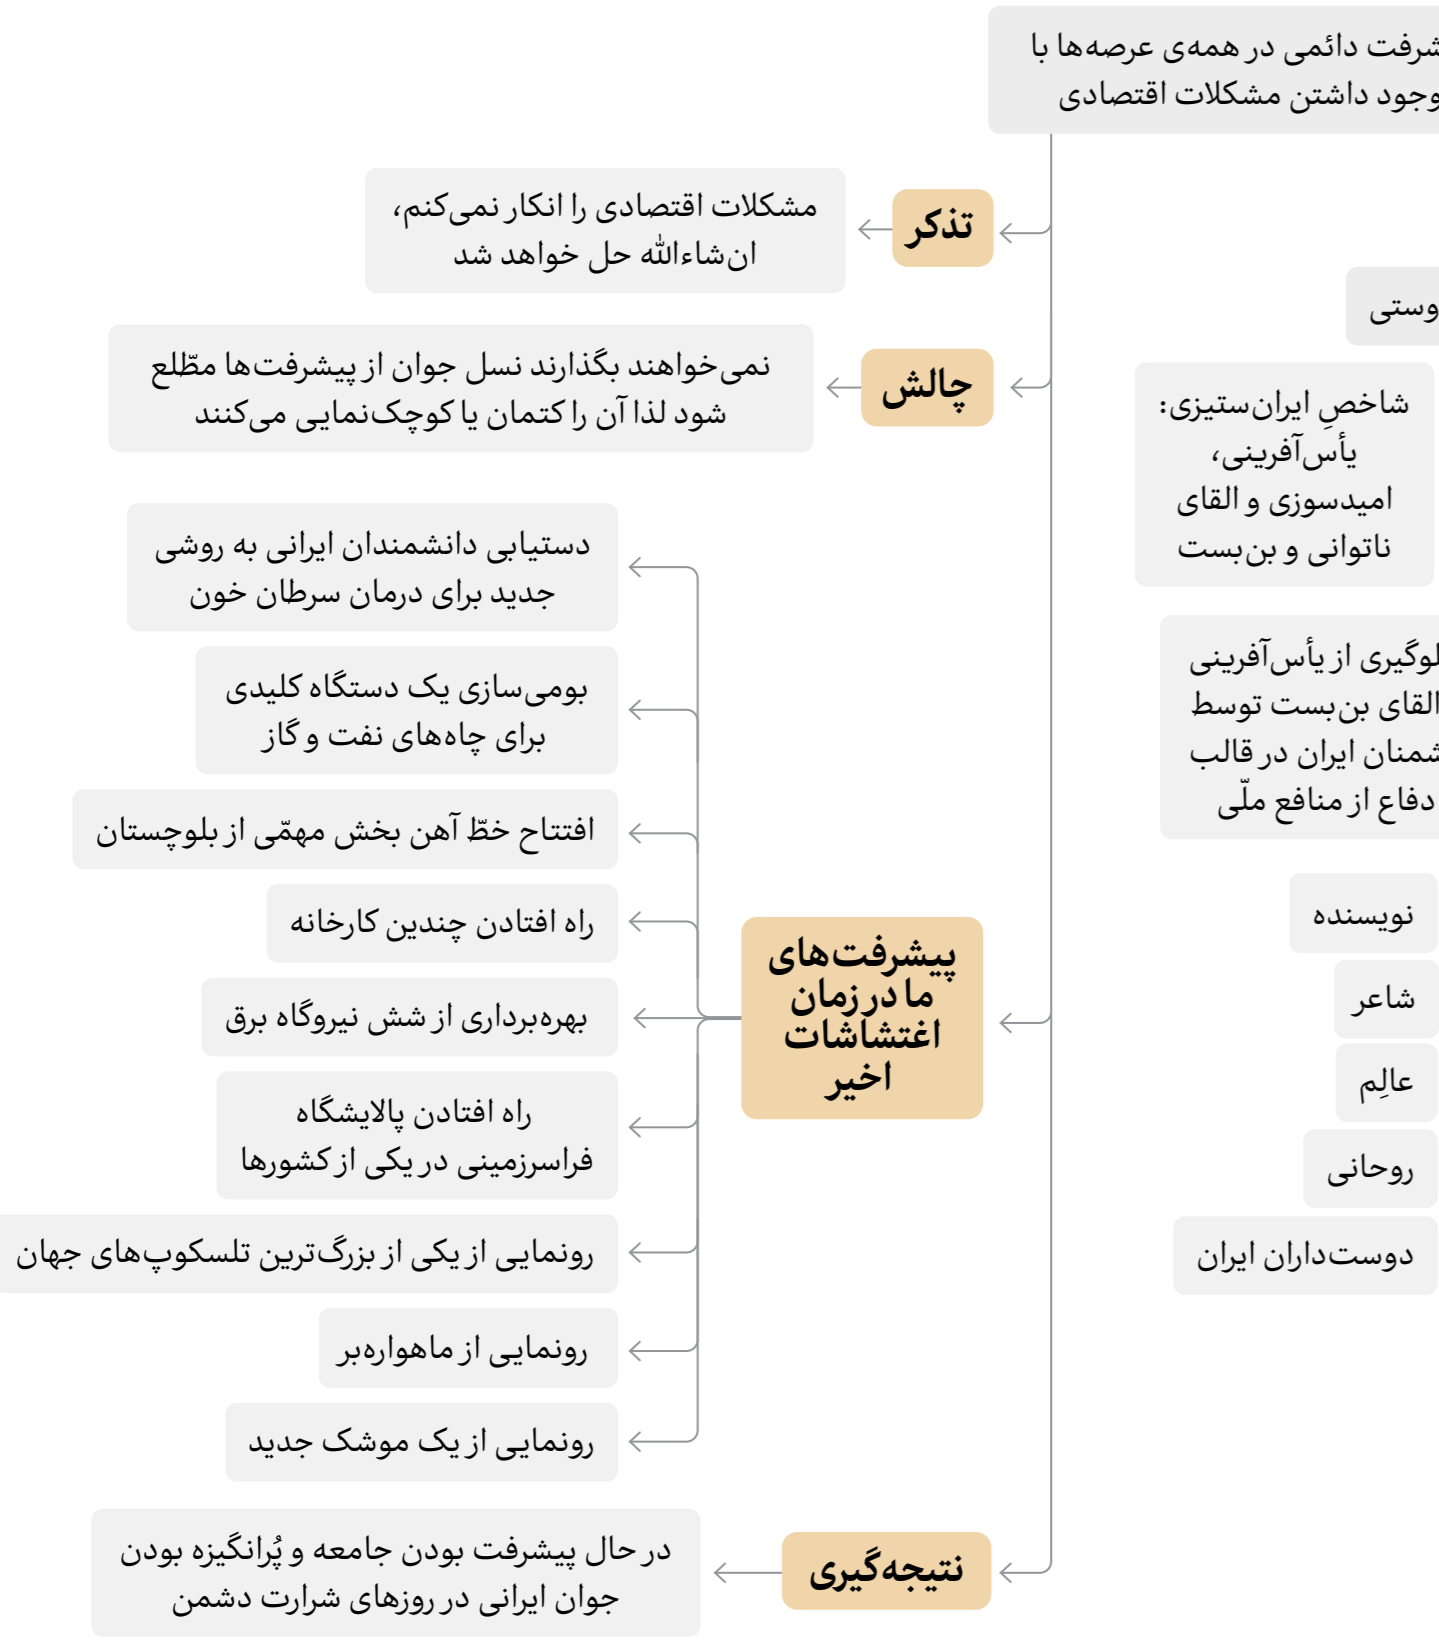 شرفت دائمی در همه‌ی عرصه‌ها با
وجود داشتن مشکلات اقتصادی
تذکر
مشکلات اقتصادی را انکار نمی‌کنم،
ان‌شاءالله حل خواهد شد
چالش
نمی‌خواهند بگذارند نسل جوان از پیشرفت‌ها مطّلع
شود لذا آن را کتمان یا کوچک‌نمایی می‌کنند
پیشرفت‌های
ما در زمان
اغتشاشات
اخیر
دستیابی دانشمندان ایرانی به روشی
جدید برای درمان سرطان خون
بومی‌سازی یک دستگاه کلیدی
برای چاه‌های نفت و گاز
افتتاح خطّ آهن بخش مهمّی از بلوچستان
راه افتادن چندین کارخانه
بهره‌برداری از شش نیروگاه برق
راه افتادن پالایشگاه
فراسرزمینی در یکی از کشورها
رونمایی از یکی از بزرگ‌ترین تلسکوپ‌های جهان
رونمایی از ماهواره‌بر
رونمایی از یک موشک جدید
نتیجه‌گیری
در حال پیشرفت بودن جامعه و پُرانگیزه بودن
جوان ایرانی در روزهای شرارت دشمن
وستی
شاخصِ ایران‌ستیزی:
یأس‌آفرینی،
امیدسوزی و القای
ناتوانی و بن‌بست
لوگیری از یأس‌آفرینی
القای بن‌بست توسط
شمنان ایران در قالب
دفاع از منافع ملّی
نویسنده
شاعر
عالِم
روحانی
دوست‌داران ایران